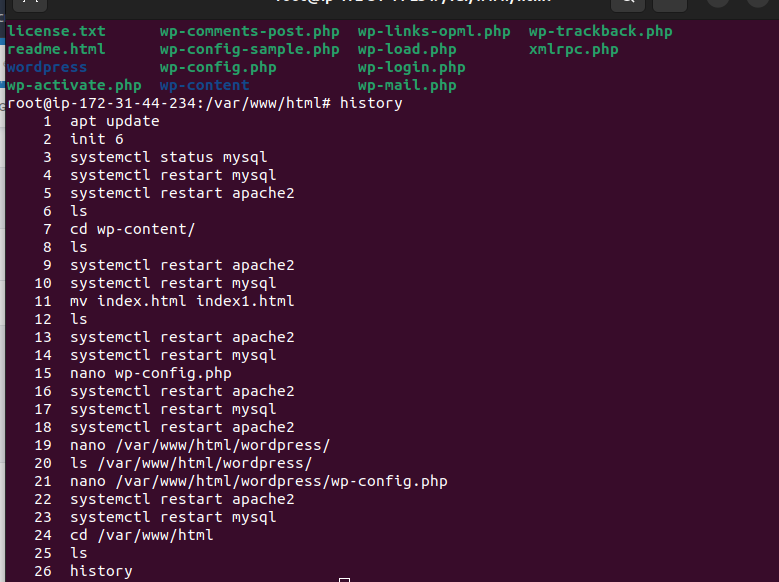 license.txt wp-comments-post.php wp-links-opml.php wp-trackback.php
readme.html wp-config-sample.php wp-load.php xmlrpc.php
wordpress wp-config.php wp-login.php
wp-activate.php wp-content wp-mail.php
root@ip-172-31-44-234:/var/www/html# history
1 apt update
2 init 6
3 systemctl status mysql
4 systemctl restart mysql
5 systemctl restart apache2
6 ls
7 cd wp-content/
8 ls
9 systemctl restart apache2
10 systemctl restart mysql
11 mv index.html index1.html
12 ls
13 systemctl restart apache2
14 systemctl restart mysql
15 nano wp-config.php
16 systemctl restart apache2
17 systemctl restart mysql
18 systemctl restart apache2
19 nano /var/www/html/wordpress/
20 ls /var/www/html/wordpress/
21 nano /var/www/html/wordpress/wp-config.php
22 systemctl restart apache2
23 systemctl restart mysql
24 cd /var/www/html
25 ls
26 history